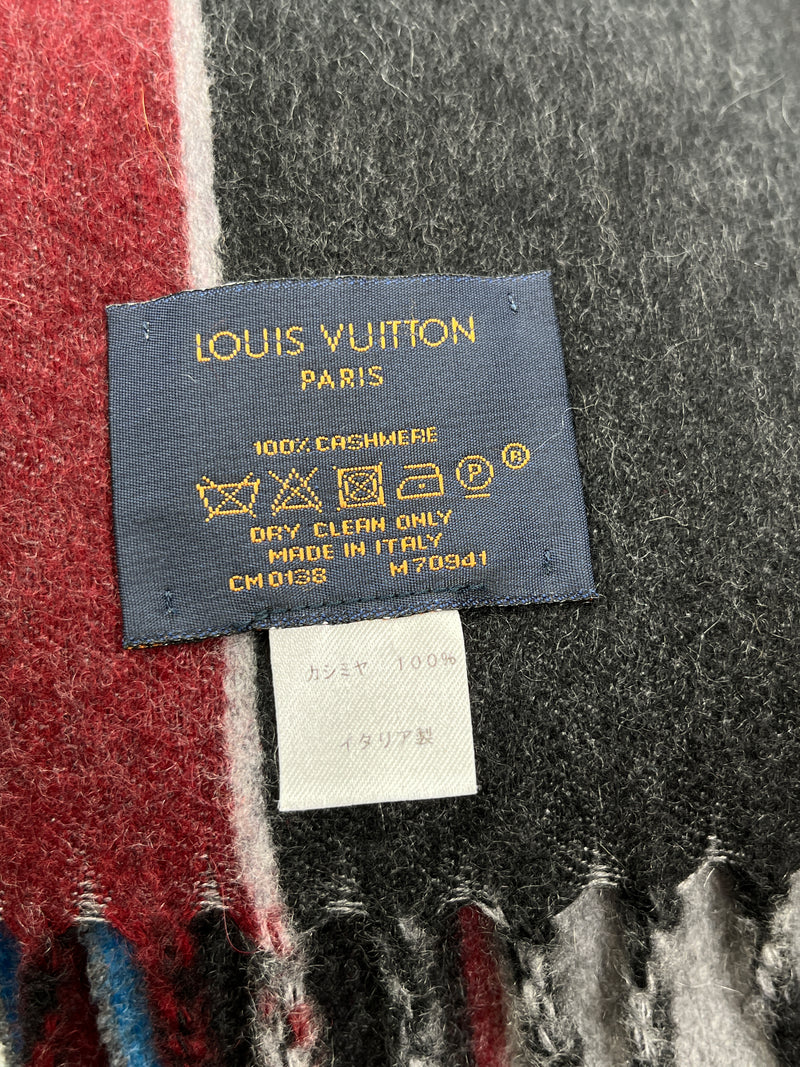 LOUIS VUITTON
PARIS
100% CASHMERE
P ®
DRY CLEAN ONLY
MADE IN ITALY
CM0138 M70941
カシミヤ 100%
イタリア製